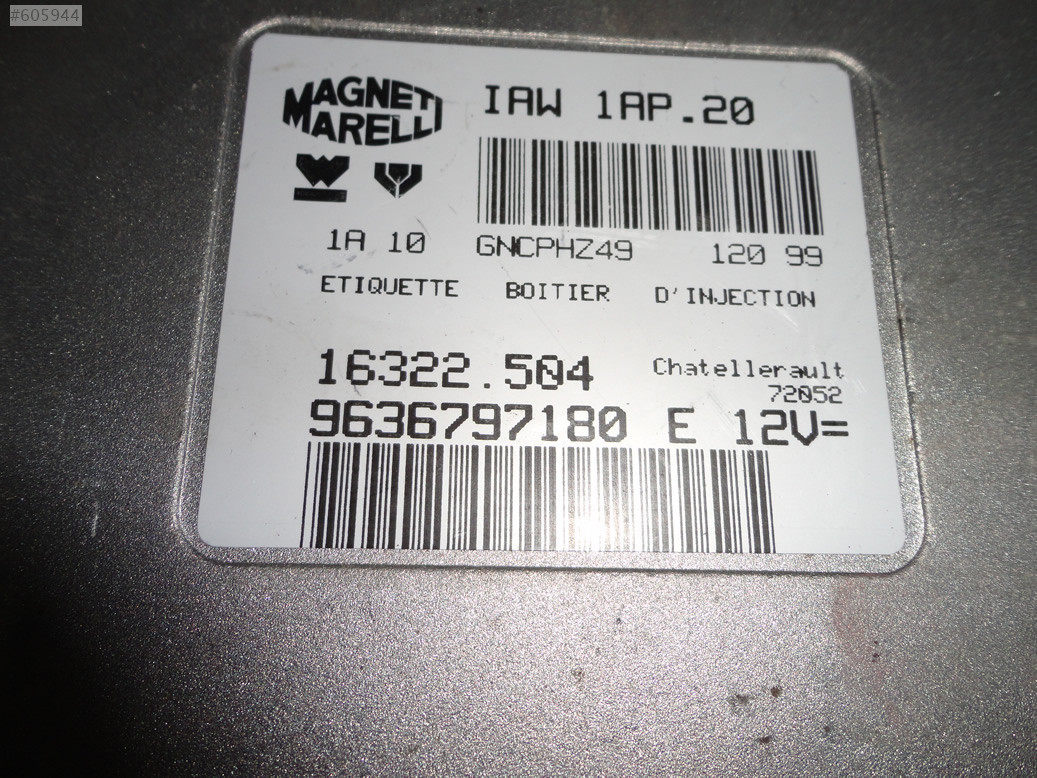 #605944
MAGNETI MARELLI
IAW 1AP.20
1A 10 GNCPHZ49 120 99
ETIQUETTE BOITIER D'INJECTION
16322.504 Chatellerault
72052
9636797180 E 12V=